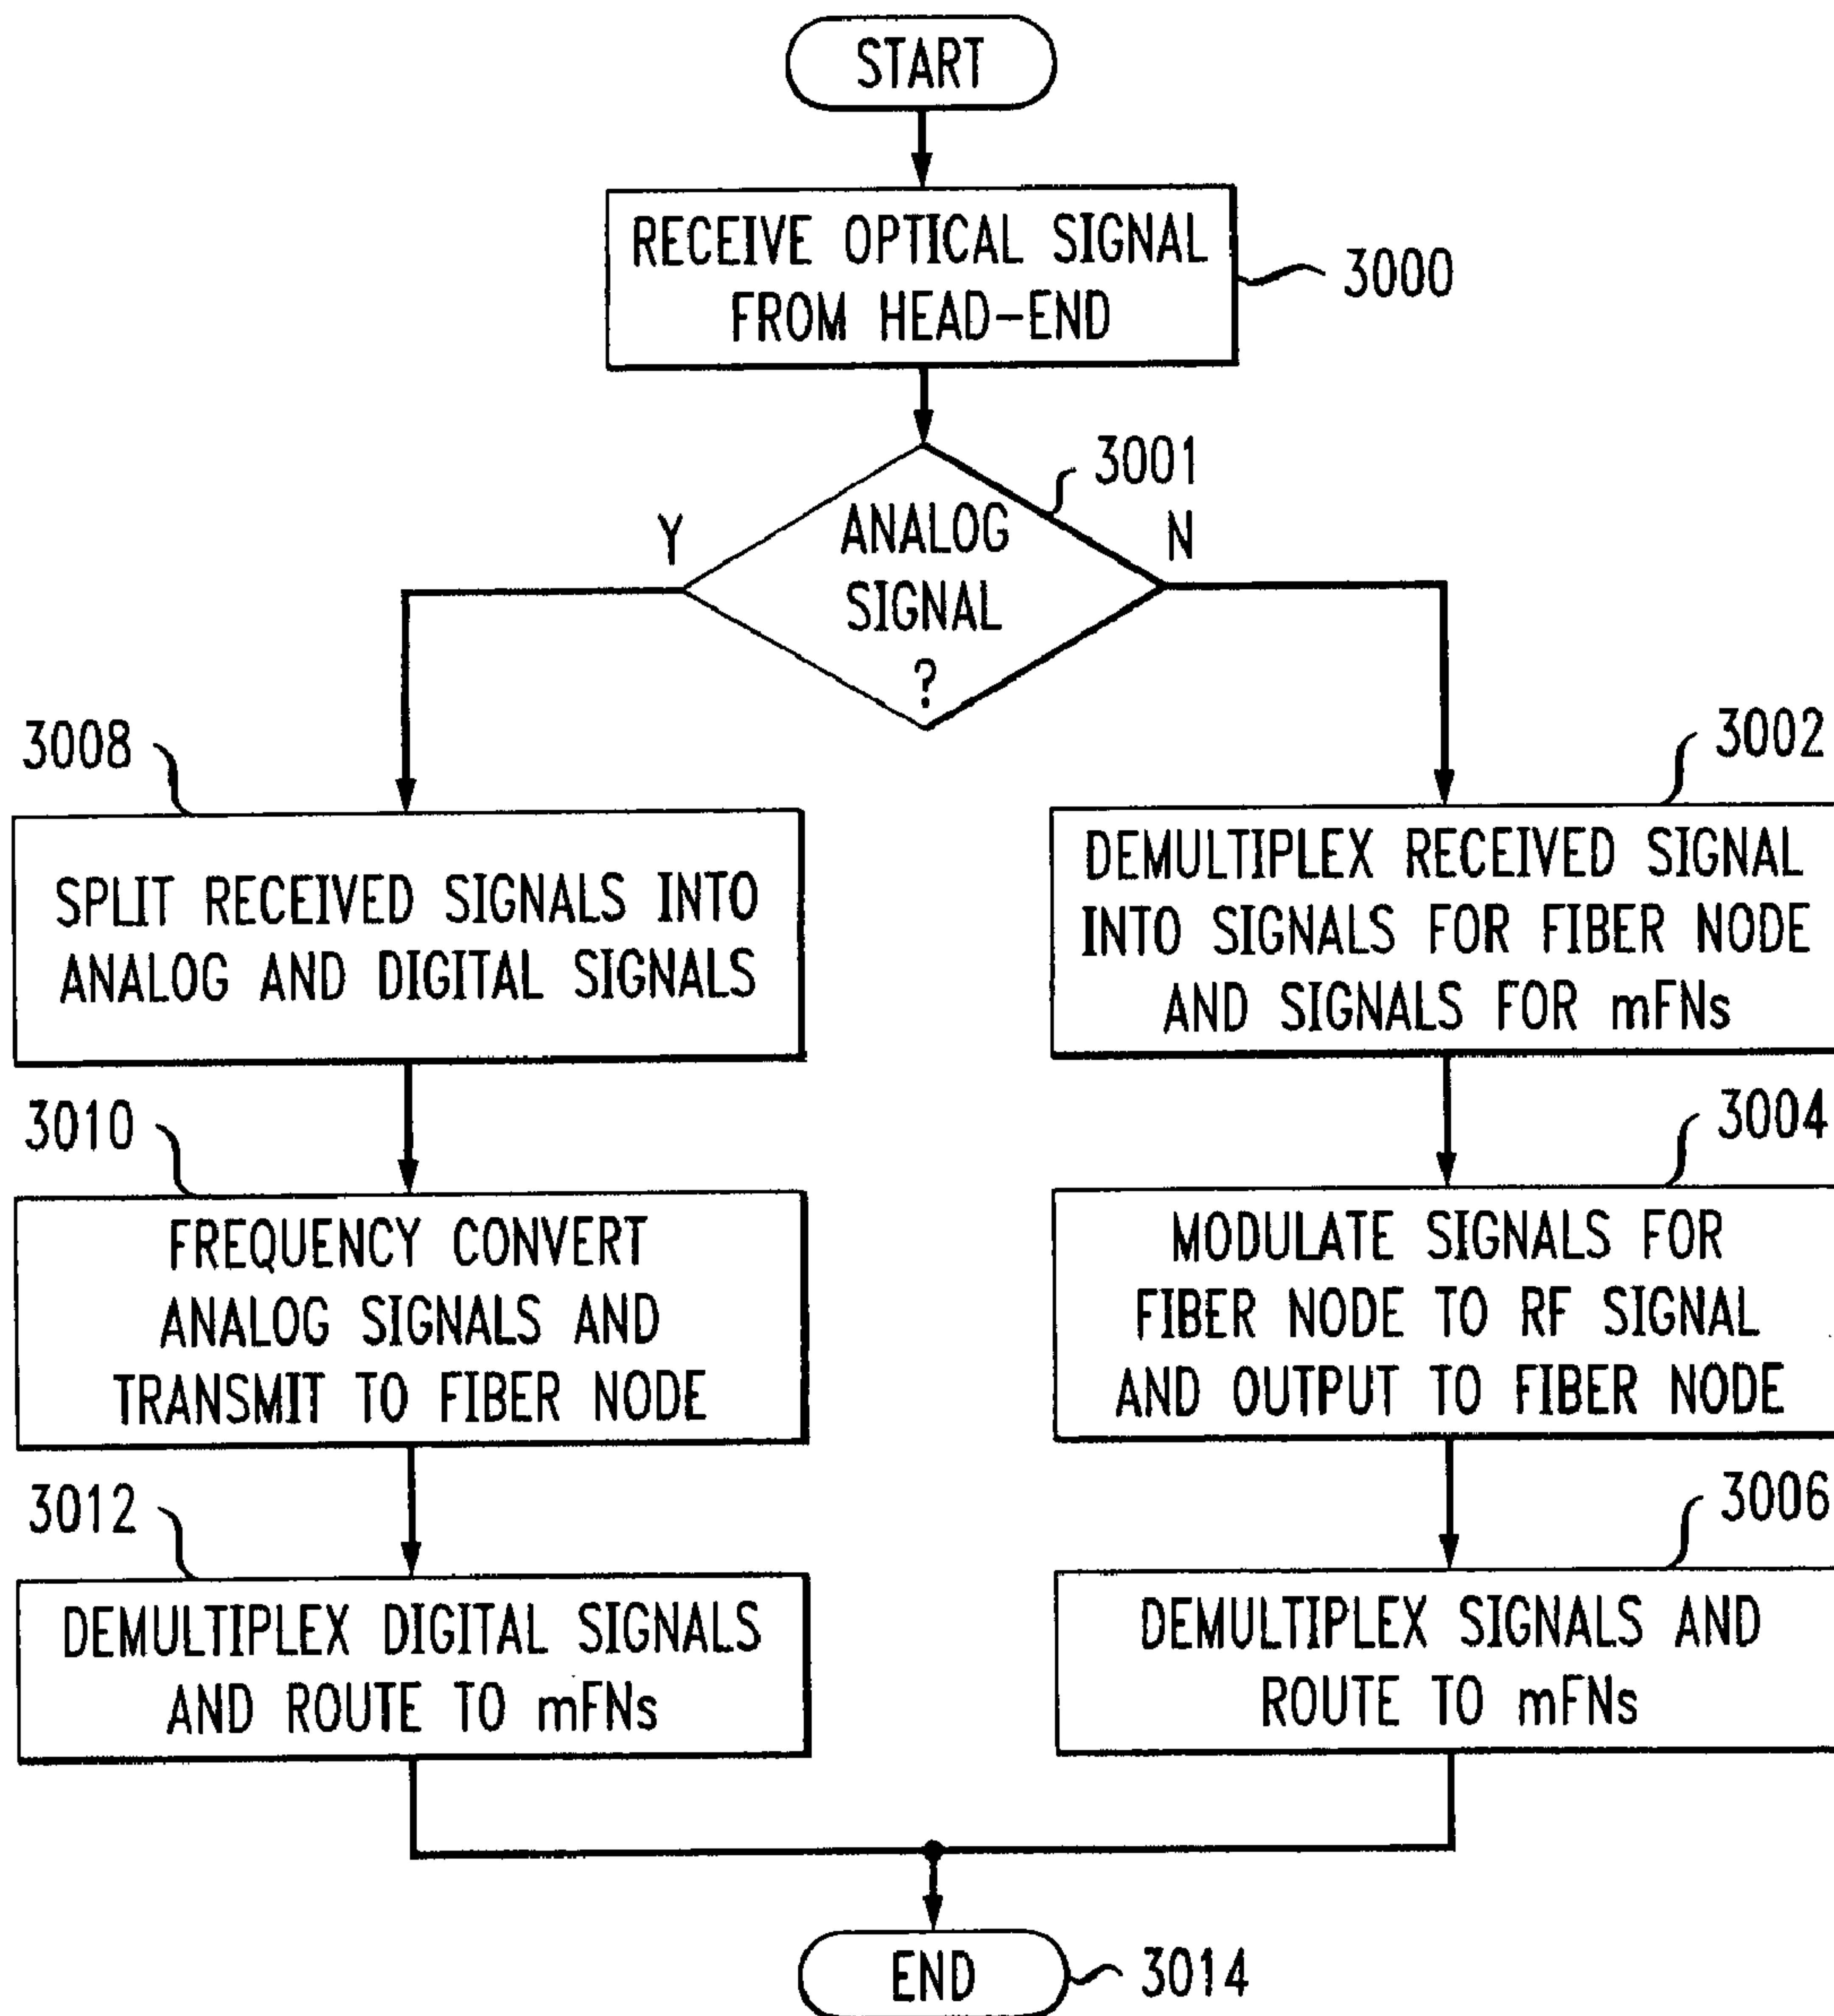 START
RECEIVE OPTICAL SIGNAL
FROM HEAD-END
3000
3001
ANALOG
SIGNAL
?
Y
N
3008
SPLIT RECEIVED SIGNALS INTO
ANALOG AND DIGITAL SIGNALS
3002
DEMULTIPLEX RECEIVED SIGNAL
INTO SIGNALS FOR FIBER NODE
AND SIGNALS FOR mFNs
3010
FREQUENCY CONVERT
ANALOG SIGNALS AND
TRANSMIT TO FIBER NODE
3004
MODULATE SIGNALS FOR
FIBER NODE TO RF SIGNAL
AND OUTPUT TO FIBER NODE
3012
DEMULTIPLEX DIGITAL SIGNALS
AND ROUTE TO mFNs
3006
DEMULTIPLEX SIGNALS AND
ROUTE TO mFNs
END
3014